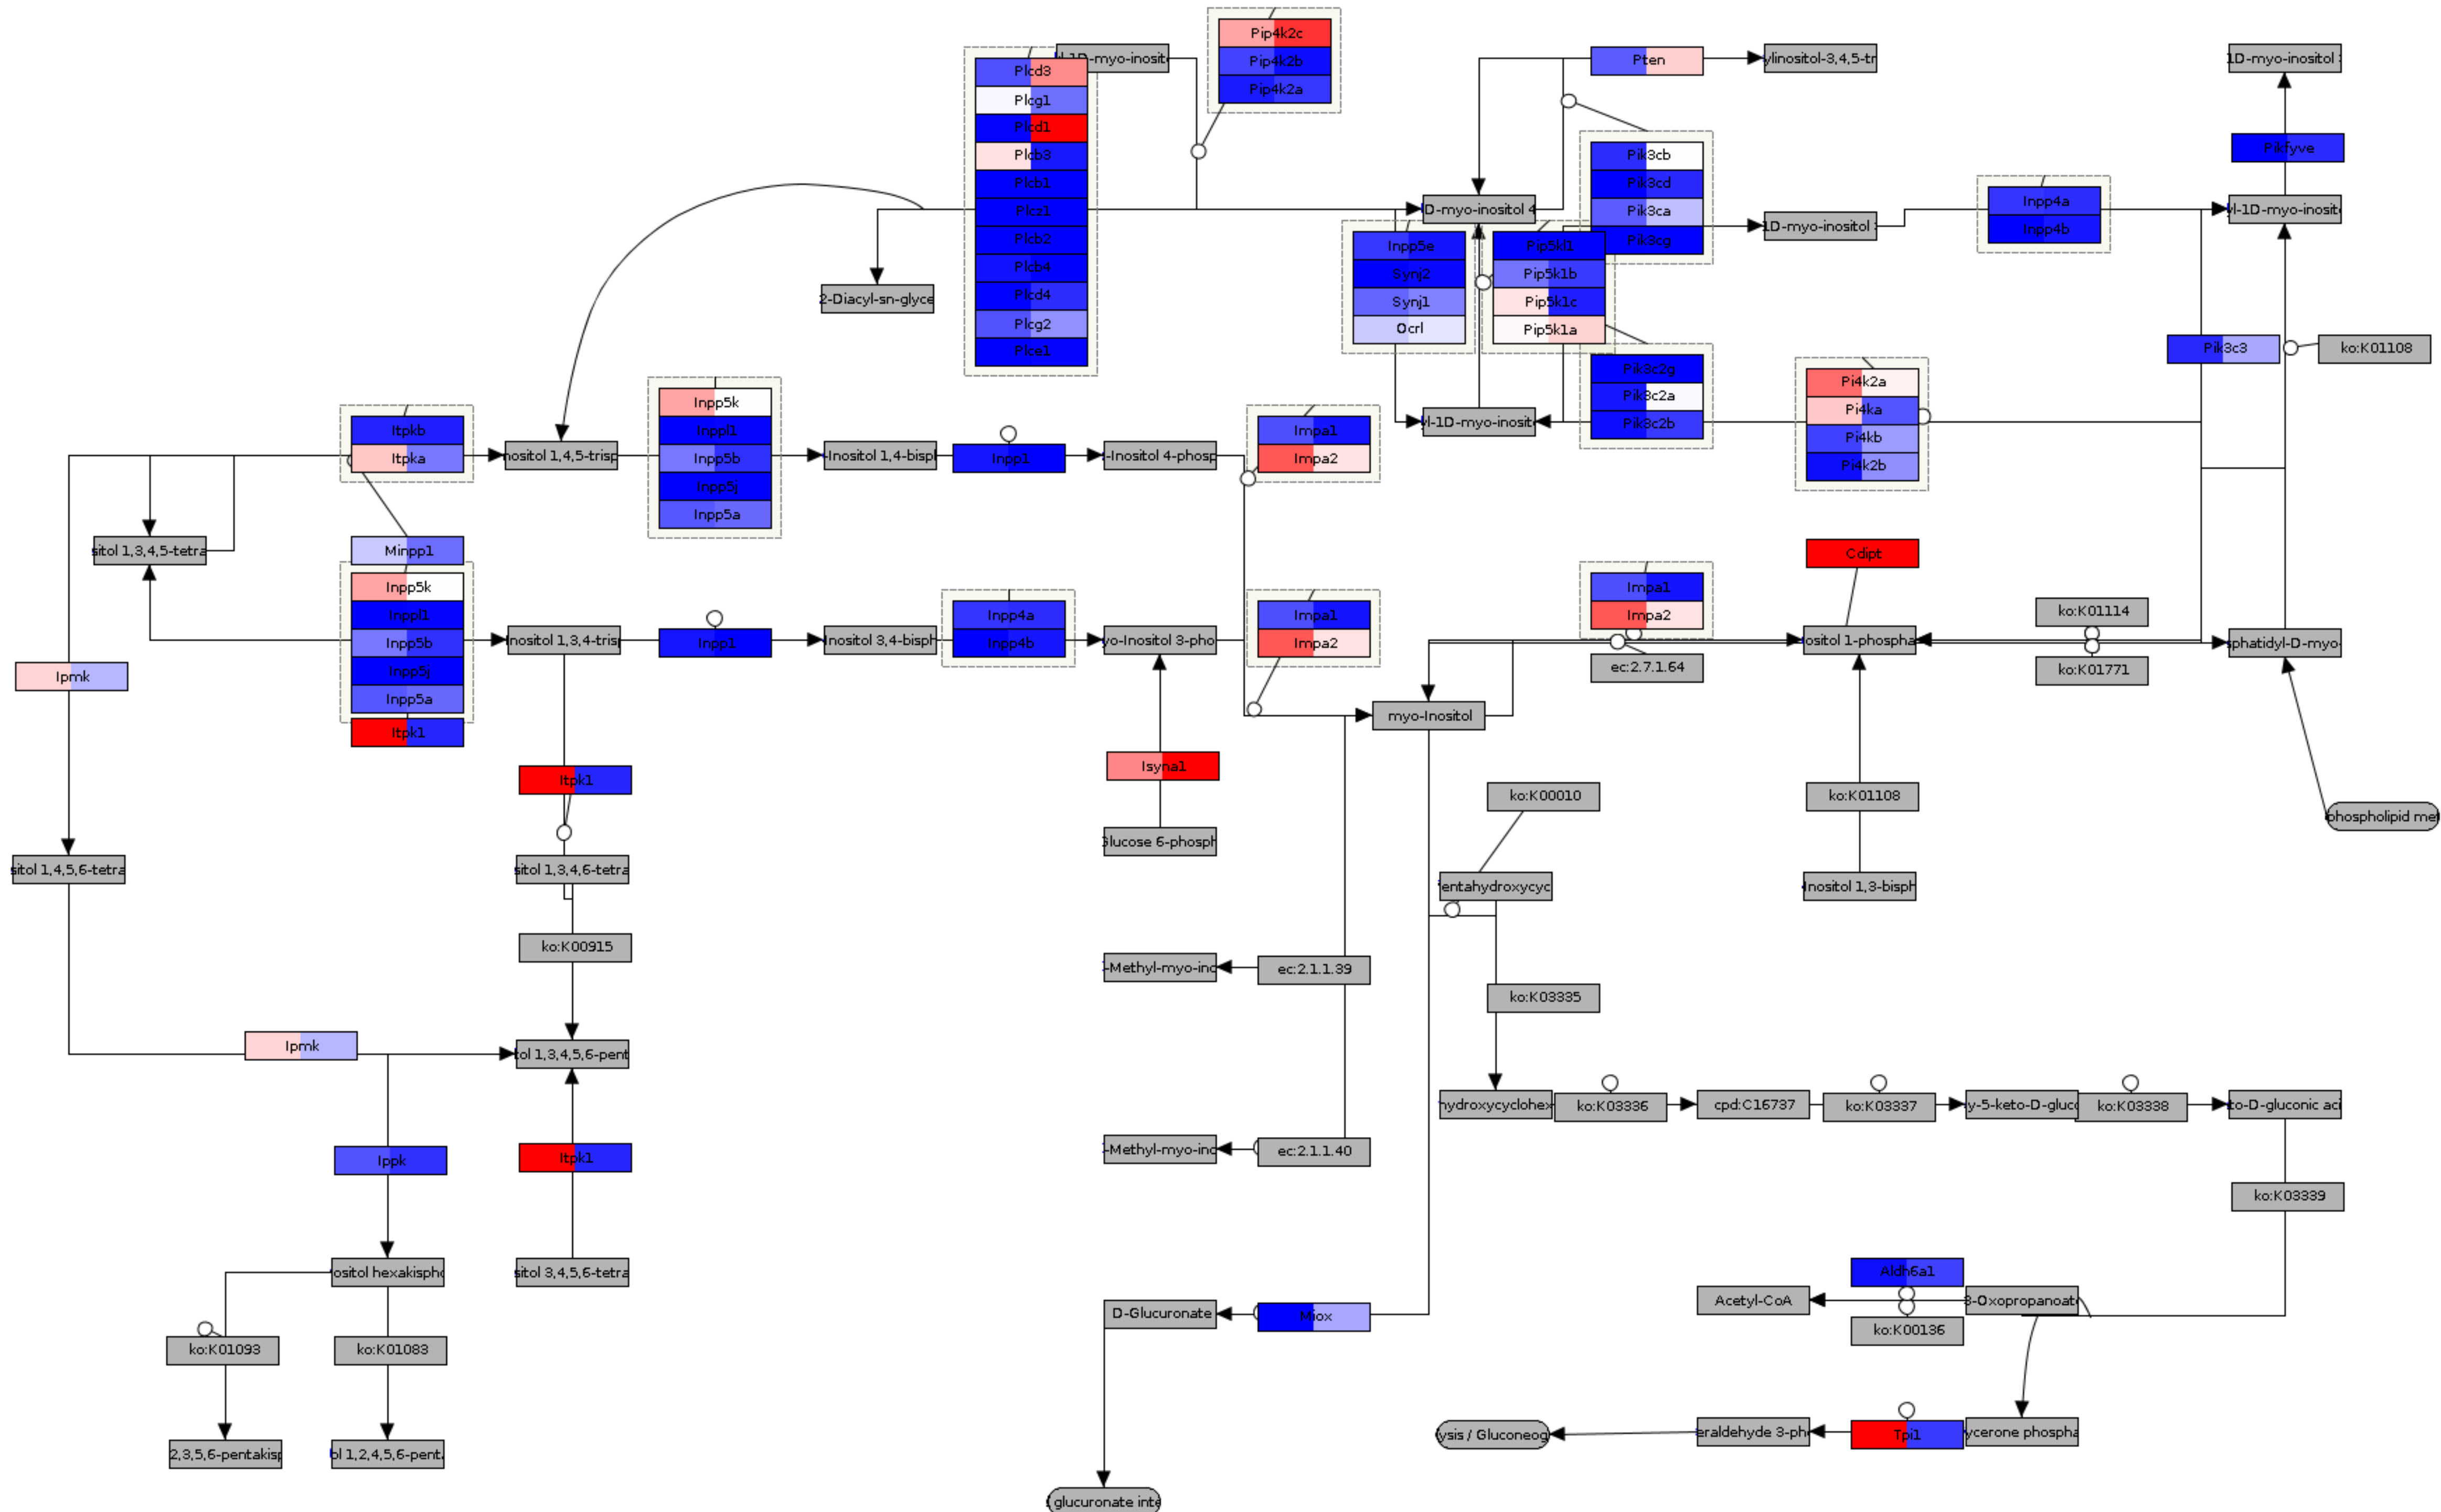 Pip4k2c
Pip4k2b
Pip4k2a
l-1D-myo-inosit
Plcd3
Plcg1
Plcd1
Plcb3
Plcb1
Plcz1
Plcb2
Plcb4
Plcd4
Plcg2
Plce1
Pten
ylinositol-3,4,5-tr
1D-myo-inositol
Pikfyve
Pik3cb
Pik3cd
Pik3ca
Pik3cg
D-myo-inositol 4
1D-myo-inositol
Inpp4a
Inpp4b
yl-1D-myo-inosit
Inpp5e
Synj2
Synj1
Ocrl
Pip5kl1
Pip5k1b
Pip5k1c
Pip5k1a
2-Diacyl-sn-glyce
Pik3c3
ko:K01108
Pik3c2g
Pik3c2a
Pik3c2b
Pi4k2a
Pi4ka
Pi4kb
Pi4k2b
yl-1D-myo-inosit
Itpkb
Itpka
nositol 1,4,5-trisp
Inpp5k
Inppl1
Inpp5b
Inpp5j
Inpp5a
-Inositol 1,4-bisph
Inpp1
-Inositol 4-phosp
Impa1
Impa2
sitol 1,3,4,5-tetra
Minpp1
Inpp5k
Inppl1
Inpp5b
Inpp5j
Inpp5a
Itpk1
nositol 1,3,4-trisp
Inpp1
Inositol 3,4-bisph
Inpp4a
Inpp4b
yo-Inositol 3-pho
Impa1
Impa2
Impa1
Impa2
ec:2.7.1.64
Cdipt
ositol 1-phospha
ko:K01114
ko:K01771
sphatidyl-D-myo-
Ipmk
myo-Inositol
Itpk1
Isyna1
Glucose 6-phosph
ko:K00010
ko:K01108
phospholipid met
sitol 1,4,5,6-tetra
sitol 1,3,4,6-tetra
entahydroxycyc
Inositol 1,3-bisph
ko:K00915
-Methyl-myo-ino
ec:2.1.1.39
ko:K03335
Ipmk
tol 1,3,4,5,6-pent
hydroxycyclohex
ko:K03336
cpd:C16737
ko:K03337
y-5-keto-D-gluco
ko:K03338
to-D-gluconic aci
Ippk
Itpk1
-Methyl-myo-ino
ec:2.1.1.40
ko:K03339
ositol hexakispho
sitol 3,4,5,6-tetra
D-Glucuronate
Miox
Acetyl-CoA
Aldh6a1
ko:K00136
3-Oxopropanoate
ko:K01093
ko:K01083
2,3,5,6-pentakisp
ol 1,2,4,5,6-pent
ysis / Gluconeog
eraldehyde 3-pho
Tpi1
ycerone phospha
glucuronate inte